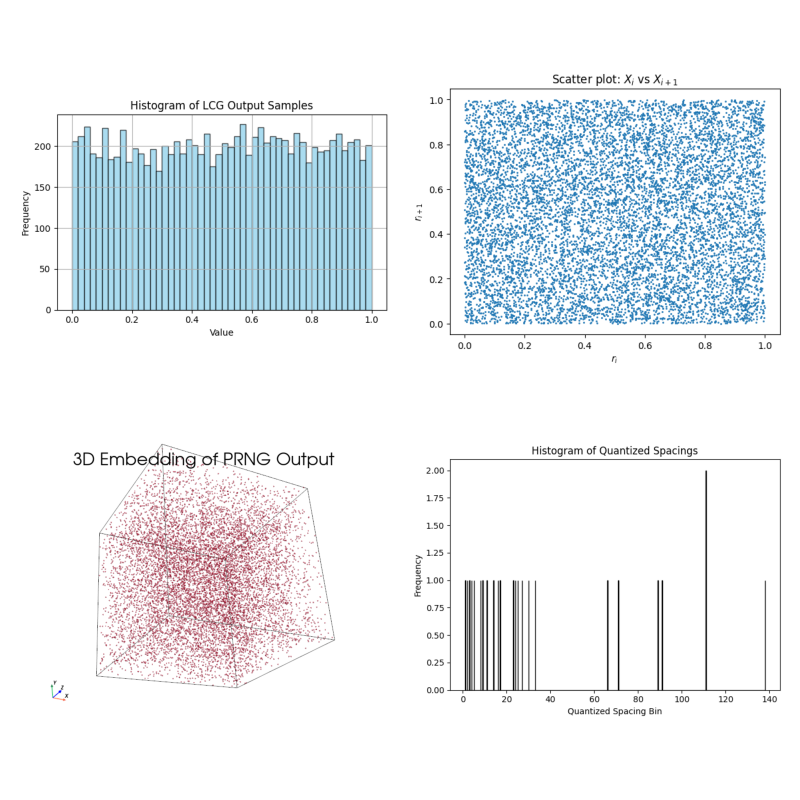 Histogram of LCG Output Samples
Frequency
200
150
100
50
0
0.0 0.2 0.4 0.6 0.8 1.0
Value
Scatter plot: X_i vs X_{i+1}
r_{i+1}
1.0
0.8
0.6
0.4
0.2
0.0
0.0 0.2 0.4 0.6 0.8 1.0
r_i
3D Embedding of PRNG Output
Y
Z
X
Histogram of Quantized Spacings
Frequency
2.00
1.75
1.50
1.25
1.00
0.75
0.50
0.25
0.00
0 20 40 60 80 100 120 140
Quantized Spacing Bin